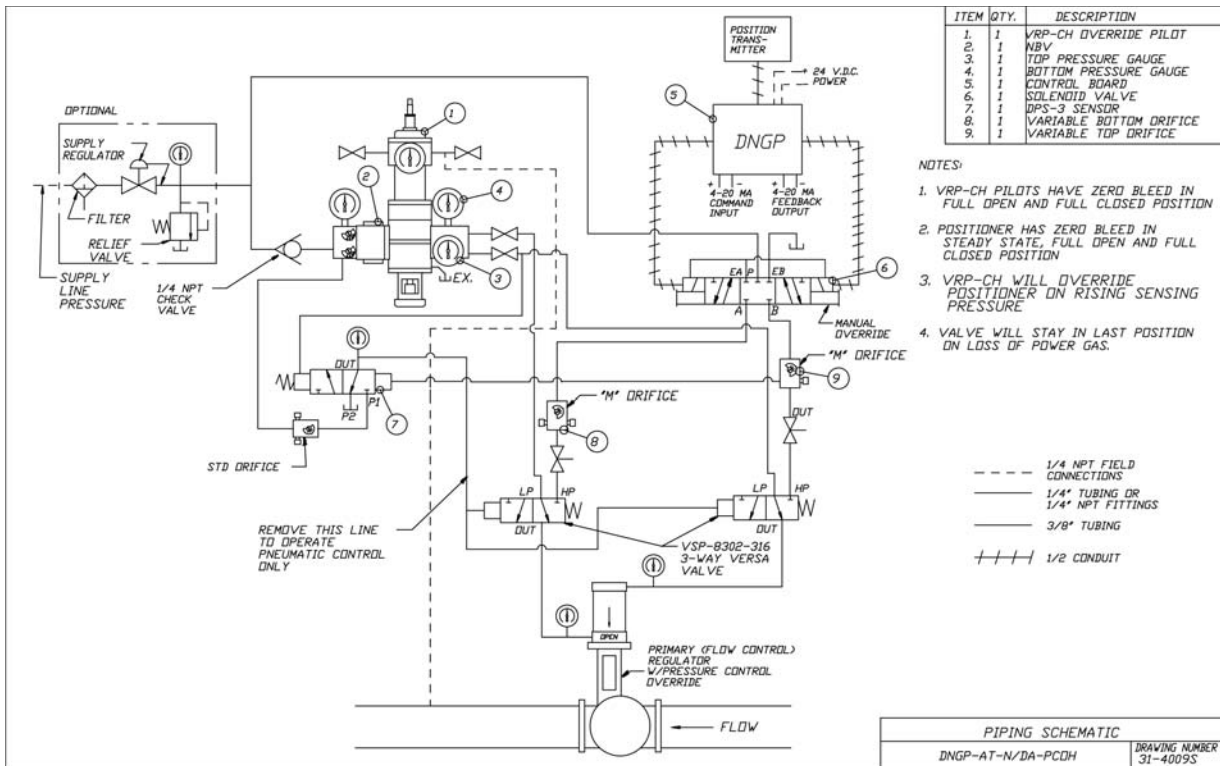 OPTIONAL
SUPPLY
REGULATOR
FILTER
RELIEF
VALVE
SUPPLY
LINE
PRESSURE
1/4 NPT
CHECK
VALVE
1
2
4
3
EX.
POSITION
TRANS-
MITTER
+ 24 V.D.C.
- POWER
5
DNGP
+ -
4-20 MA
COMMAND
INPUT
+ -
4-20 MA
FEEDBACK
OUTPUT
EA P EB
A B
6
MANUAL
OVERRIDE
"M" ORIFICE
9
OUT
OUT
P1
P2
7
STD ORIFICE
"M" ORIFICE
8
LP HP
OUT
LP HP
OUT
REMOVE THIS LINE
TO OPERATE
PNEUMATIC CONTROL
ONLY
VSP-8302-316
3-WAY VERSA
VALVE
OPEN
PRIMARY (FLOW CONTROL)
REGULATOR
W/PRESSURE CONTROL
OVERRIDE
FLOW
ITEM QTY. DESCRIPTION
1. 1 VRP-CH OVERRIDE PILOT
2. 1 NBV
3. 1 TOP PRESSURE GAUGE
4. 1 BOTTOM PRESSURE GAUGE
5. 1 CONTROL BOARD
6. 1 SOLENOID VALVE
7. 1 DPS-3 SENSOR
8. 1 VARIABLE BOTTOM ORIFICE
9. 1 VARIABLE TOP ORIFICE
NOTES:
1. VRP-CH PILOTS HAVE ZERO BLEED IN
FULL OPEN AND FULL CLOSED POSITION
2. POSITIONER HAS ZERO BLEED IN
STEADY STATE, FULL OPEN AND FULL
CLOSED POSITION
3. VRP-CH WILL OVERRIDE
POSITIONER ON RISING SENSING
PRESSURE
4. VALVE WILL STAY IN LAST POSITION
ON LOSS OF POWER GAS.
1/4 NPT FIELD
CONNECTIONS
1/4" TUBING OR
1/4" NPT FITTINGS
3/8" TUBING
1/2 CONDUIT
PIPING SCHEMATIC
DNGP-AT-N/DA-PCOH
DRAWING NUMBER
31-4009S